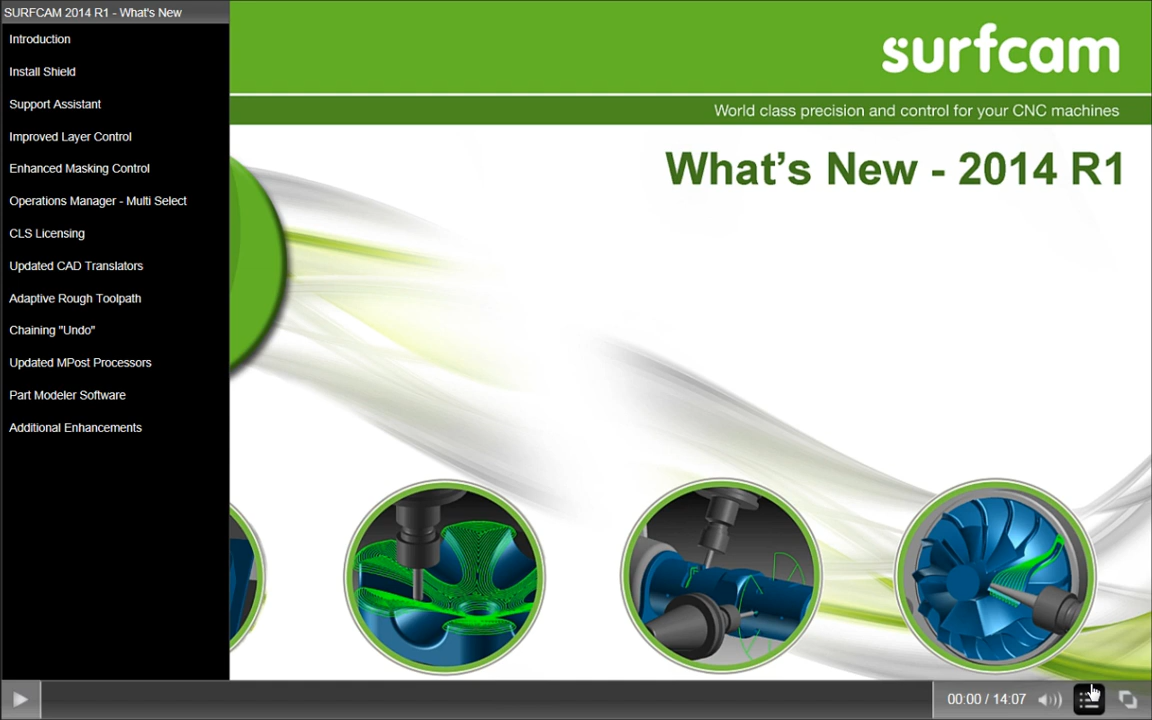 SURFCAM 2014 R1 - What's New
Introduction
Install Shield
Support Assistant
Improved Layer Control
Enhanced Masking Control
Operations Manager - Multi Select
CLS Licensing
Updated CAD Translators
Adaptive Rough Toolpath
Chaining "Undo"
Updated MPost Processors
Part Modeler Software
Additional Enhancements
surfcam
World class precision and control for your CNC machines
What's New - 2014 R1
00:00 / 14:07